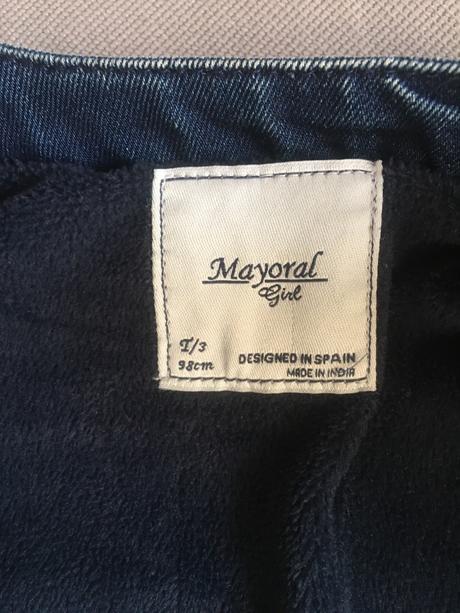 Mayoral
Girl
T/3
98cm
DESIGNED IN SPAIN
MADE IN INDIA